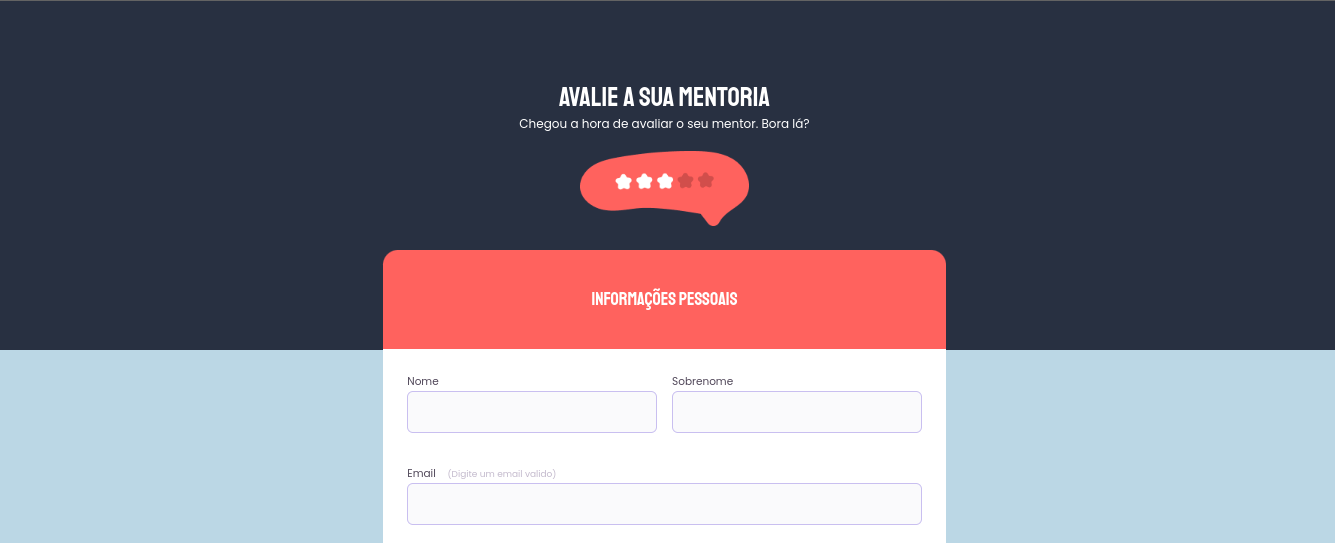 AVALIE A SUA MENTORIA
Chegou a hora de avaliar o seu mentor. Bora lá?
INFORMAÇÕES PESSOAIS
Nome
Sobrenome
Email (Digite um email valido)